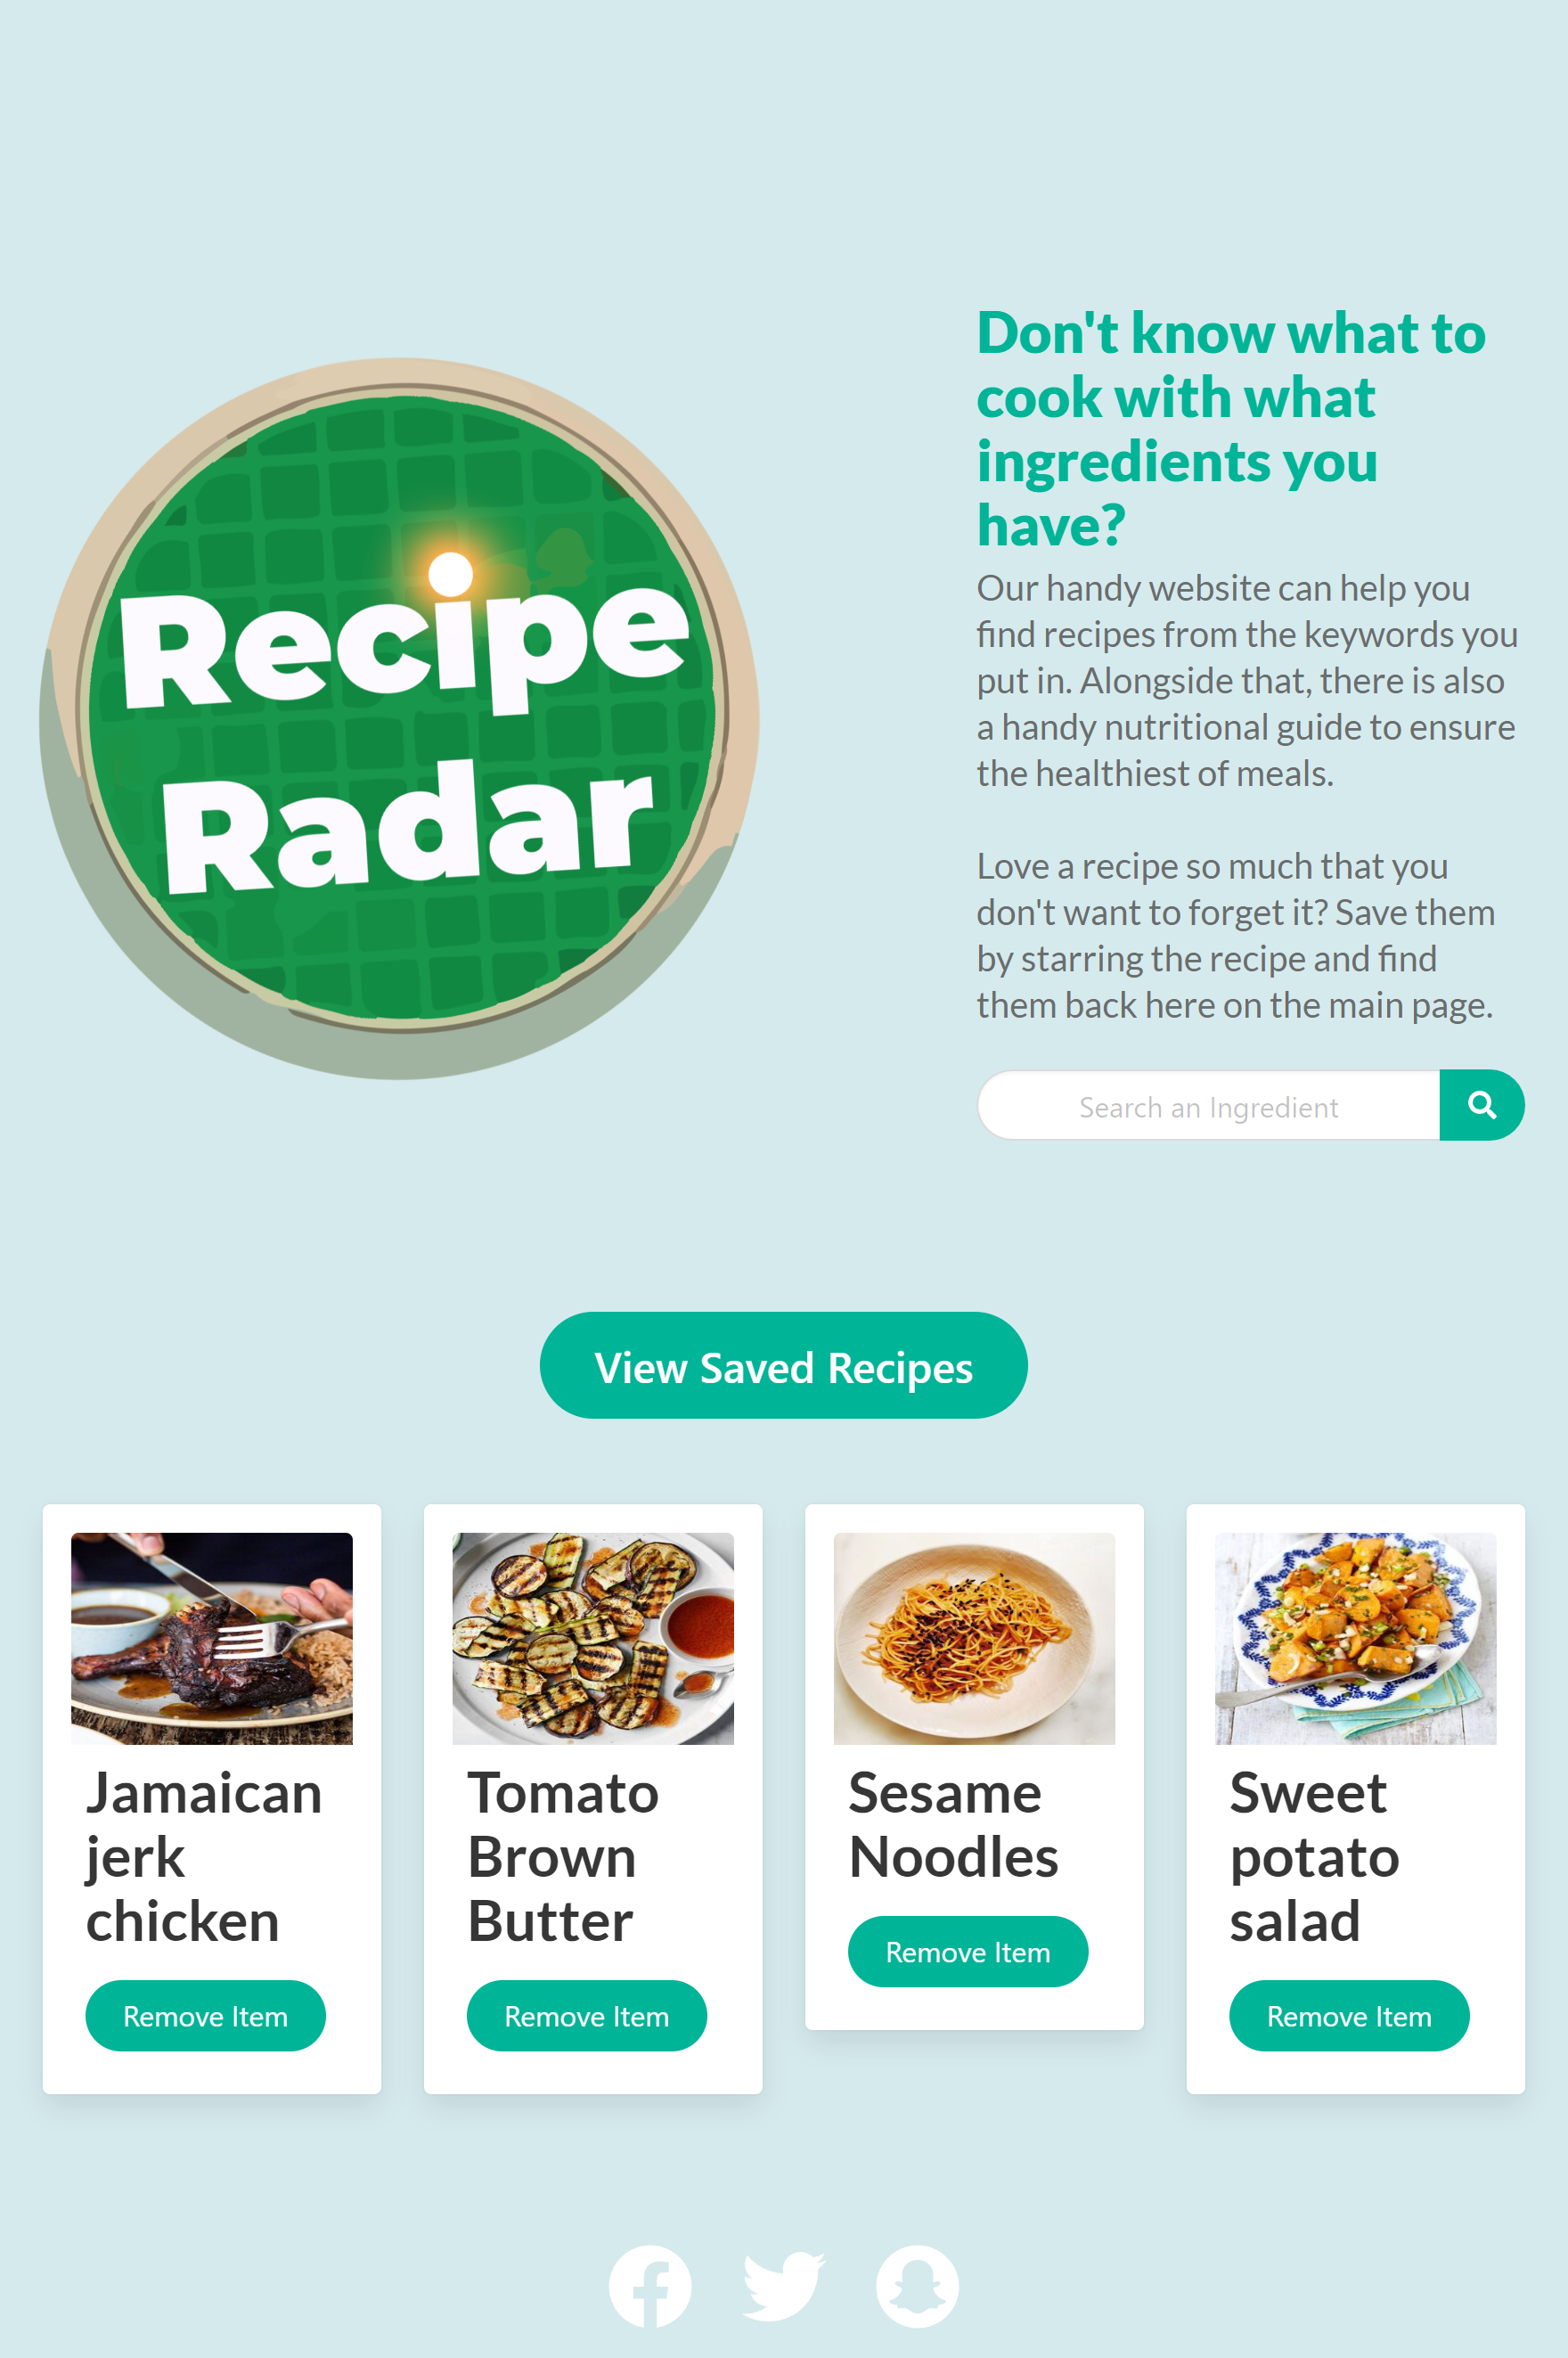 Recipe
Radar
Don't know what to
cook with what
ingredients you
have?
Our handy website can help you
find recipes from the keywords you
put in. Alongside that, there is also
a handy nutritional guide to ensure
the healthiest of meals.
Love a recipe so much that you
don't want to forget it? Save them
by starring the recipe and find
them back here on the main page.
Search an Ingredient
View Saved Recipes
Jamaican
jerk
chicken
Remove Item
Tomato
Brown
Butter
Remove Item
Sesame
Noodles
Remove Item
Sweet
potato
salad
Remove Item